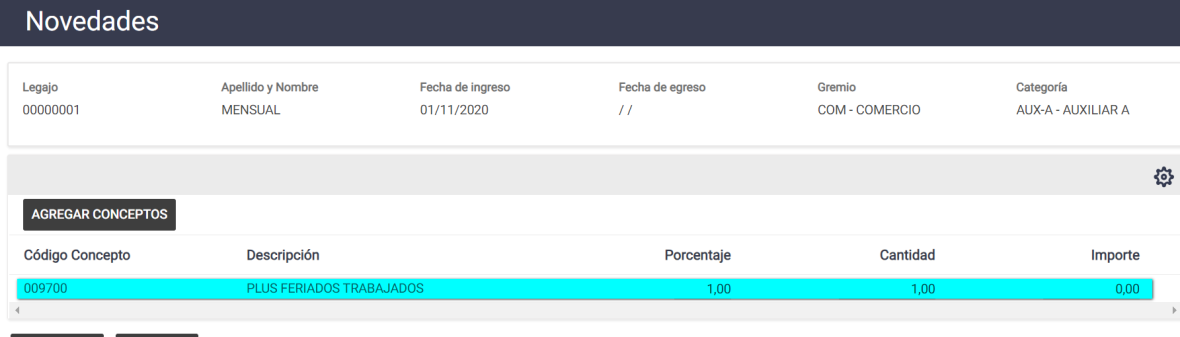 Novedades
Legajo Apellido y Nombre Fecha de ingreso Fecha de egreso Gremio Categoría
00000001 MENSUAL 01/11/2020 / / COM - COMERCIO AUX-A - AUXILIAR A
AGREGAR CONCEPTOS
Código Concepto Descripción Porcentaje Cantidad Importe
009700 PLUS FERIADOS TRABAJADOS 1,00 1,00 0,00